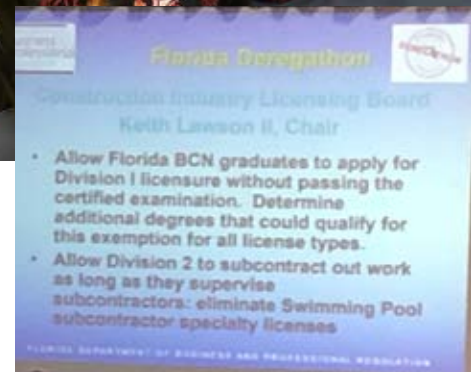 Florida Deregathon
Construction Industry Licensing Board
Keith Lawson II, Chair
• Allow Florida BCN graduates to apply for
Division I licensure without passing the
certified examination. Determine
additional degrees that could qualify for
this exemption for all license types.
• Allow Division 2 to subcontract out work
as long as they supervise
subcontractors: eliminate Swimming Pool
subcontractor specialty licenses
FLORIDA DEPARTMENT OF BUSINESS AND PROFESSIONAL REGULATION